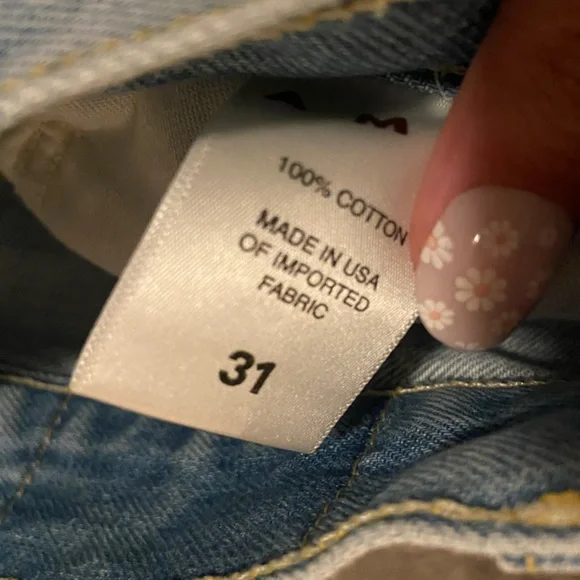 100% COTTON
MADE IN USA
OF IMPORTED
FABRIC
31